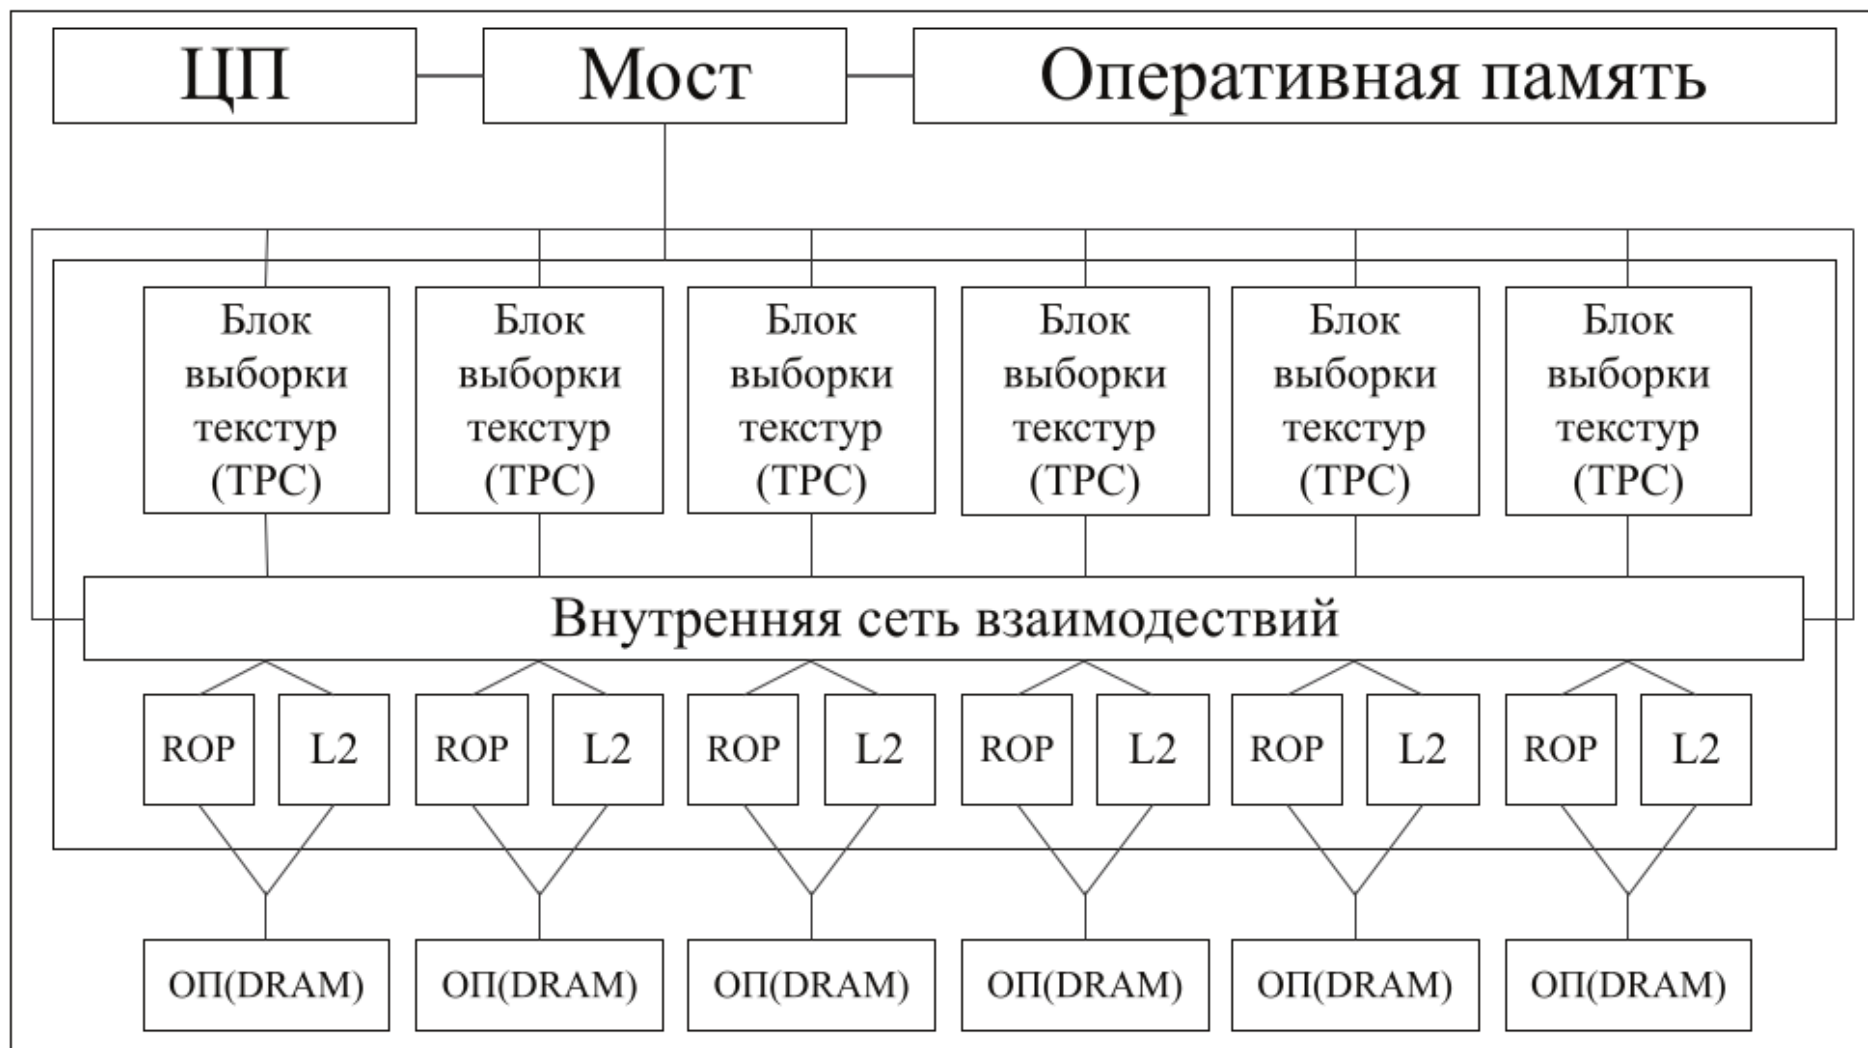 ЦП Мост Оперативная память
Блок Блок Блок Блок Блок Блок
выборки выборки выборки выборки выборки выборки
текстур текстур текстур текстур текстур текстур
(TPC) (TPC) (TPC) (TPC) (TPC) (TPC)
Внутренняя сеть взаимодествий
ROP L2 ROP L2 ROP L2 ROP L2 ROP L2 ROP L2
ОП(DRAM) ОП(DRAM) ОП(DRAM) ОП(DRAM) ОП(DRAM) ОП(DRAM)